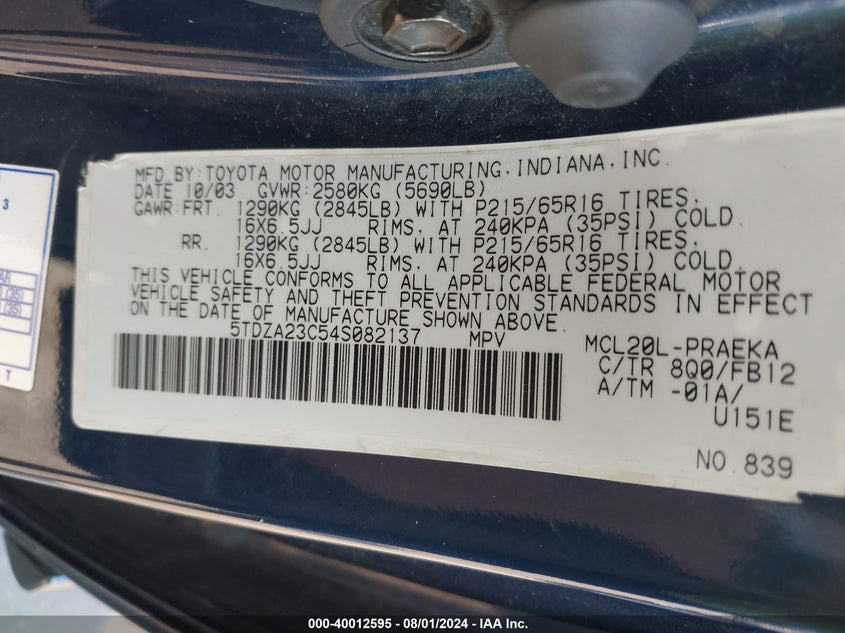 MFD BY: TOYOTA MOTOR MANUFACTURING, INDIANA, INC.
DATE 10/03 GVWR: 2580KG (5690LB)
GAWR: FRT. 1290KG (2845LB) WITH P215/65R16 TIRES,
16X6.5JJ RIMS, AT 240KPA (35PSI) COLD.
RR. 1290KG (2845LB) WITH P215/65R16 TIRES,
16X6.5JJ RIMS, AT 240KPA (35PSI) COLD.
THIS VEHICLE CONFORMS TO ALL APPLICABLE FEDERAL MOTOR
VEHICLE SAFETY AND THEFT PREVENTION STANDARDS IN EFFECT
ON THE DATE OF MANUFACTURE SHOWN ABOVE.
5TDZA23C54S082137 MPV
MCL20L-PRAEKA
C/TR 8Q0/FB12
A/TM -01A/
U151E
NO. 839
3
(35)
(35)
T
000-40012595 - 08/01/2024 - IAA Inc.